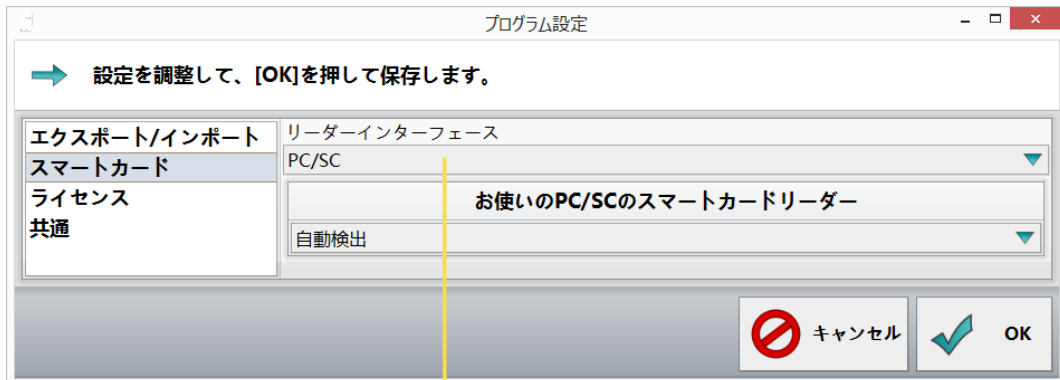 プログラム設定
設定を調整して、[OK]を押して保存します。
エクスポート/インポート
スマートカード
ライセンス
共通
リーダーインターフェース
PC/SC
お使いのPC/SCのスマートカードリーダー
自動検出
キャンセル
OK